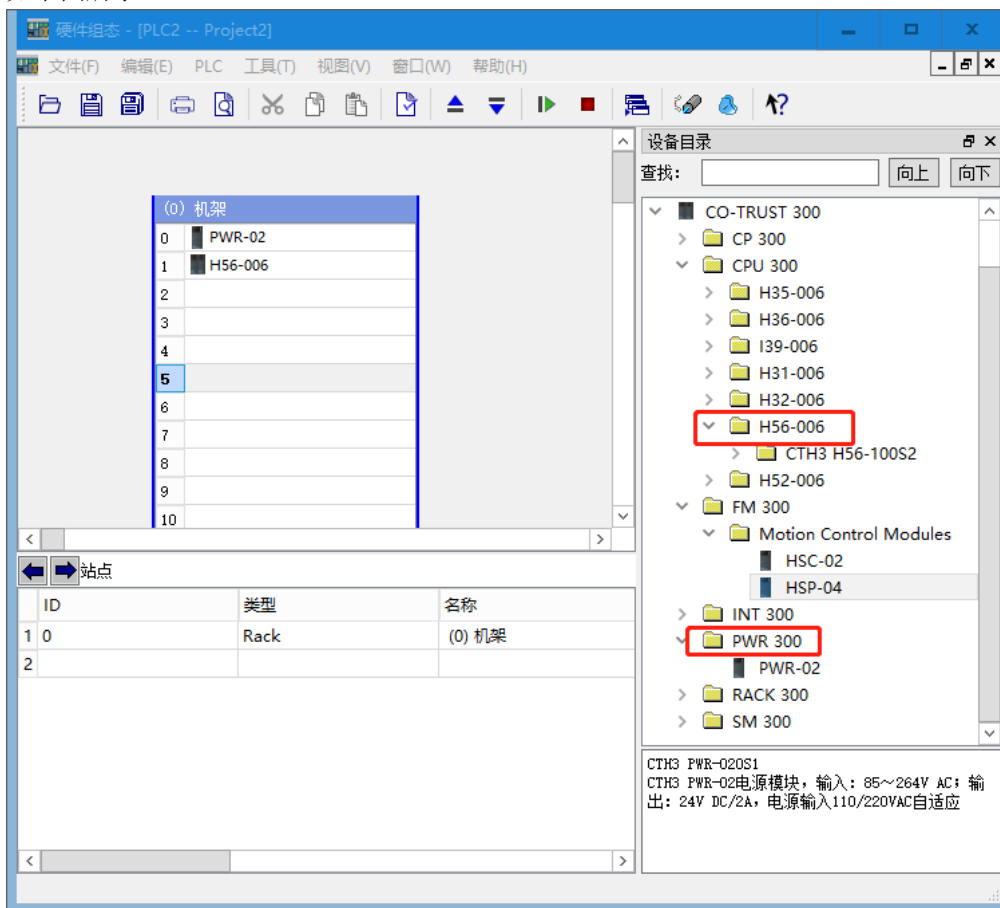 硬件组态 - [PLC2 -- Project2]
文件(F) 编辑(E) PLC 工具(T) 视图(V) 窗口(W) 帮助(H)
(0) 机架
0 PWR-02
1 H56-006
2
3
4
5
6
7
8
9
10
站点
ID 类型 名称
1 0 Rack (0) 机架
2
设备目录
查找: 向上 向下
CO-TRUST 300
CP 300
CPU 300
H35-006
H36-006
I39-006
H31-006
H32-006
H56-006
CTH3 H56-100S2
H52-006
FM 300
Motion Control Modules
HSC-02
HSP-04
INT 300
PWR 300
PWR-02
RACK 300
SM 300
CTH3 PWR-020S1
CTH3 PWR-02电源模块，输入：85～264V AC；输
出：24V DC/2A，电源输入110/220VAC自适应